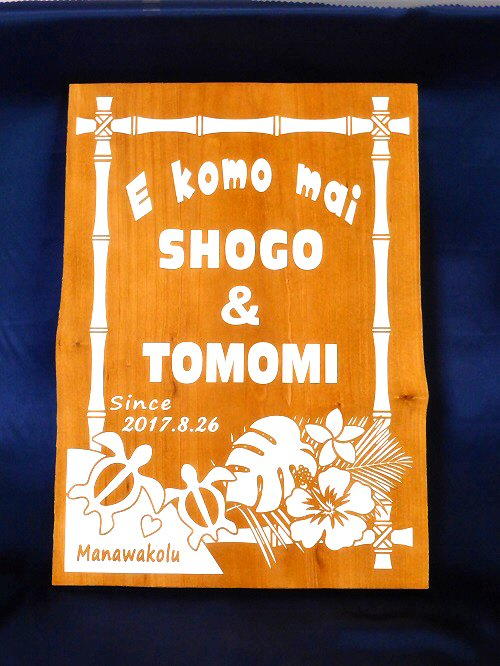 E komo mai
SHOGO
&
TOMOMI
Since
2017.8.26
Manawakolu